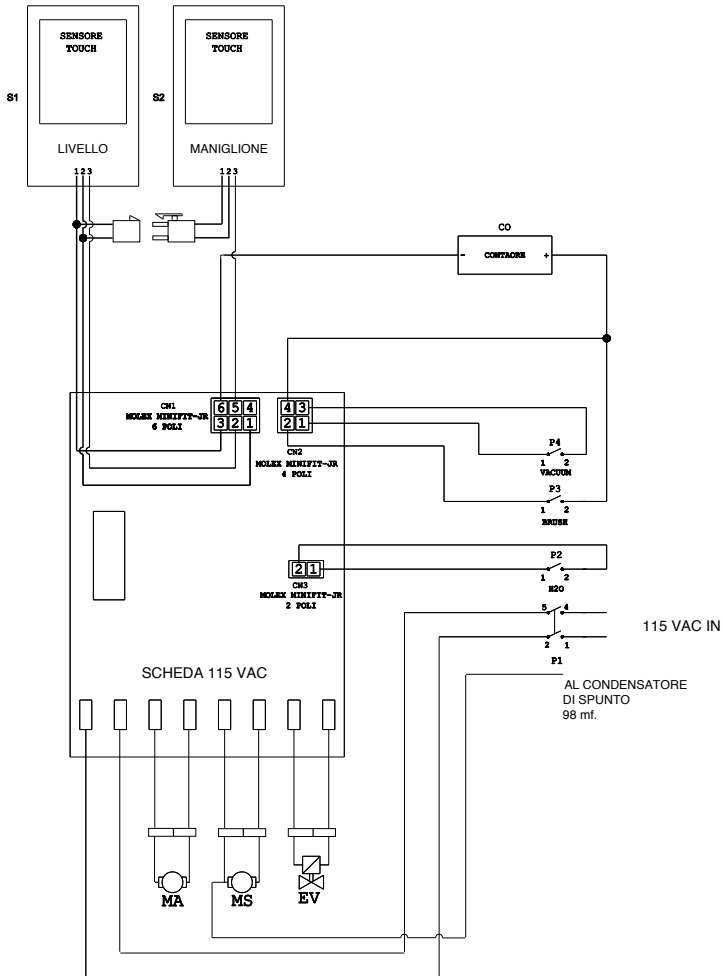 SENSORE
TOUCH
S1
LIVELLO
1 2 3
SENSORE
TOUCH
S2
MANIGLIONE
1 2 3
CO
- CONTAORE +
CN1
MOLEX MINIFIT-JR
6 POLI
6 5 4
3 2 1
4 3
2 1
CN2
MOLEX MINIFIT-JR
4 POLI
P4
1 2
VACUUM
P3
1 2
BRUSH
2 1
CN3
MOLEX MINIFIT-JR
2 POLI
P2
1 2
H2O
5 4
2 1
P1
115 VAC IN
SCHEDA 115 VAC
AL CONDENSATORE
DI SPUNTO
98 mf.
MA
MS
EV